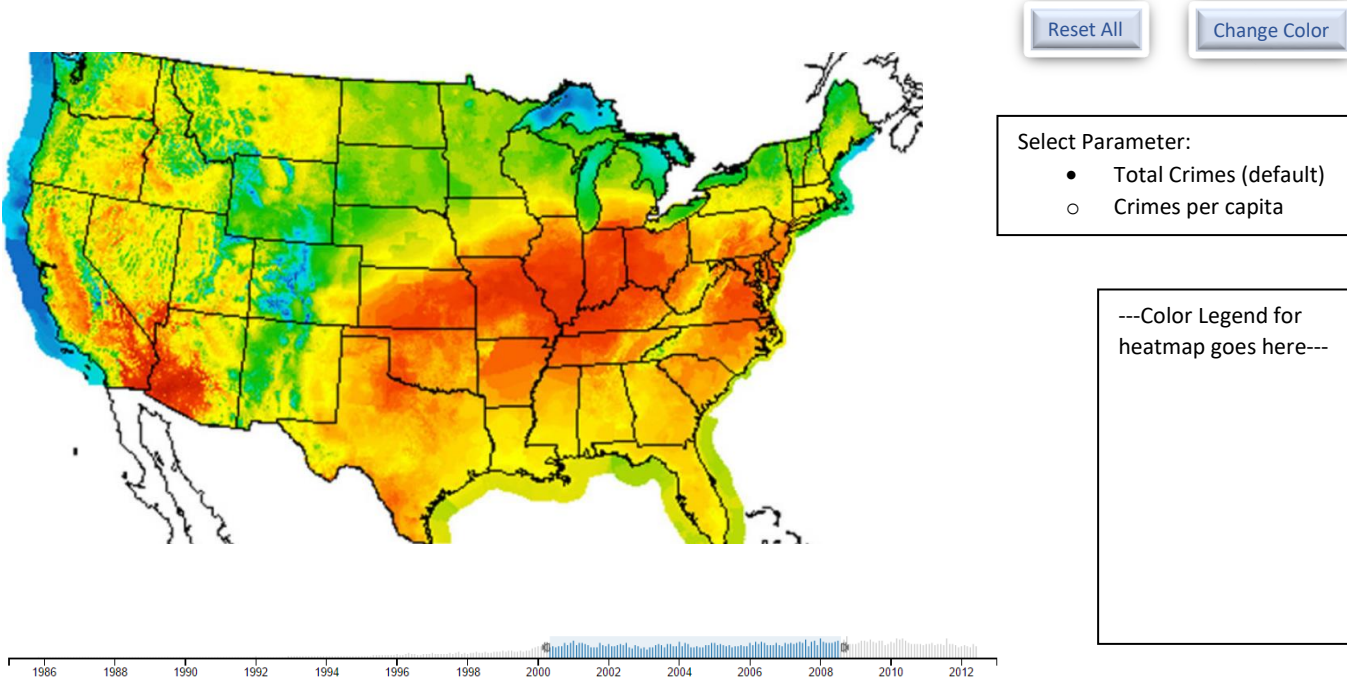 Reset All
Change Color
Select Parameter:
● Total Crimes (default)
○ Crimes per capita
---Color Legend for
heatmap goes here---
1986 1988 1990 1992 1994 1996 1998 2000 2002 2004 2006 2008 2010 2012